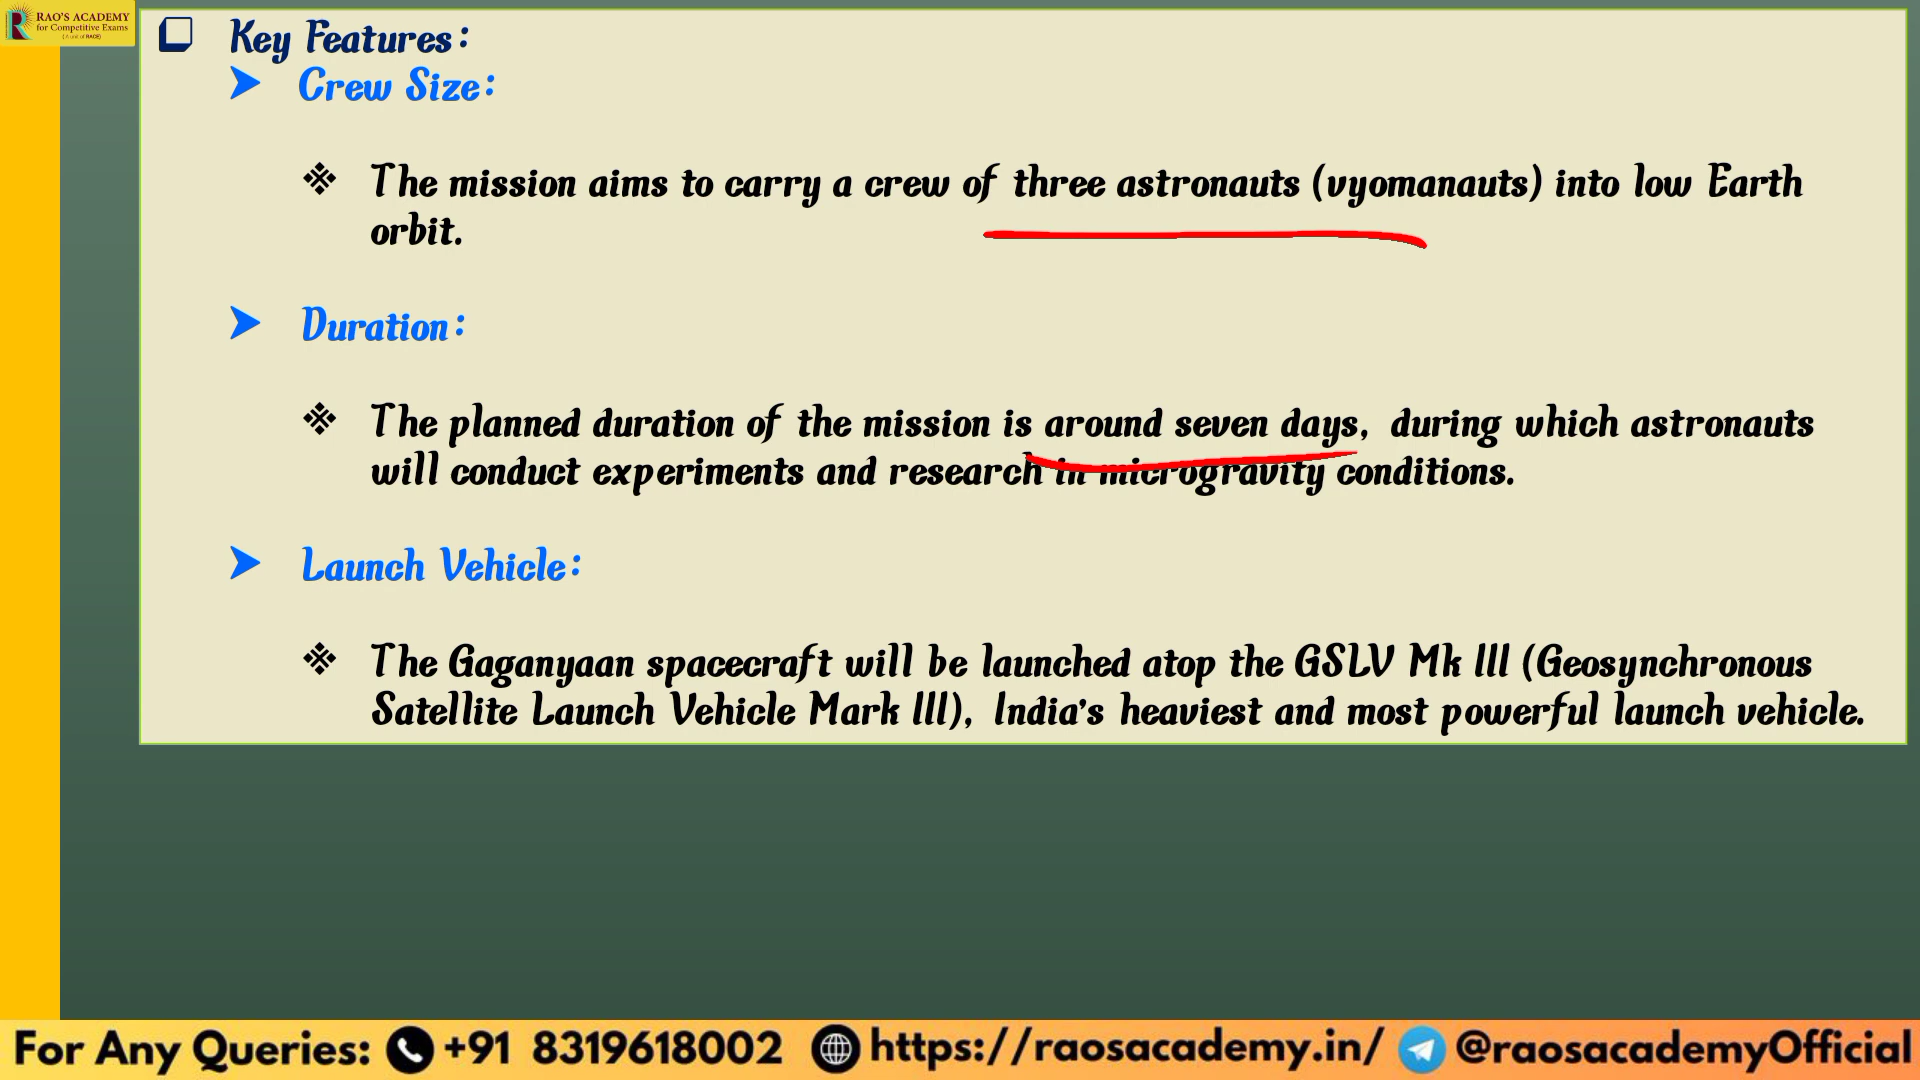 RAO'S ACADEMY
for Competitive Exams
(A unit of RACE)
Key Features:
Crew Size:
The mission aims to carry a crew of three astronauts (vyomanauts) into low Earth
orbit.
Duration:
The planned duration of the mission is around seven days, during which astronauts
will conduct experiments and research in microgravity conditions.
Launch Vehicle:
The Gaganyaan spacecraft will be launched atop the GSLV Mk III (Geosynchronous
Satellite Launch Vehicle Mark III), India's heaviest and most powerful launch vehicle.
For Any Queries: +91 8319618002 https://raosacademy.in/ @raosacademyOfficial